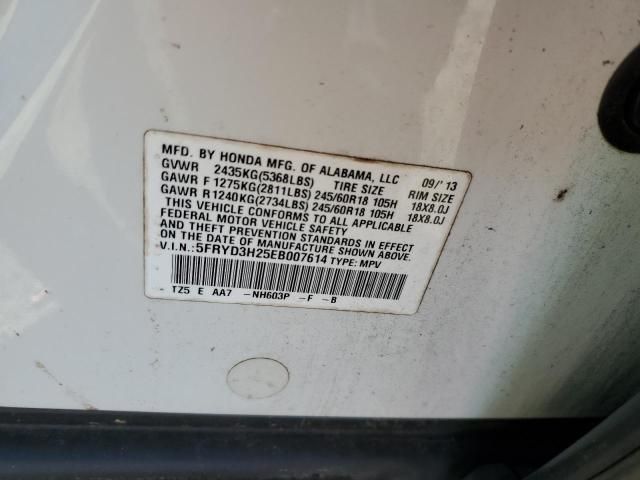 MFD. BY HONDA MFG. OF ALABAMA, LLC 09/'13
GVWR 2435KG(5368LBS) TIRE SIZE RIM SIZE
GAWR F 1275KG(2811LBS) 245/60R18 105H 18X8.0J
GAWR R 1240KG(2734LBS) 245/60R18 105H 18X8.0J
THIS VEHICLE CONFORMS TO ALL APPLICABLE
FEDERAL MOTOR VEHICLE SAFETY
AND THEFT PREVENTION STANDARDS IN EFFECT
ON THE DATE OF MANUFACTURE SHOWN ABOVE.
V.I.N.:5FRYD3H25EB007614 TYPE: MPV
TZ5 E AA7 -NH603P -F -B